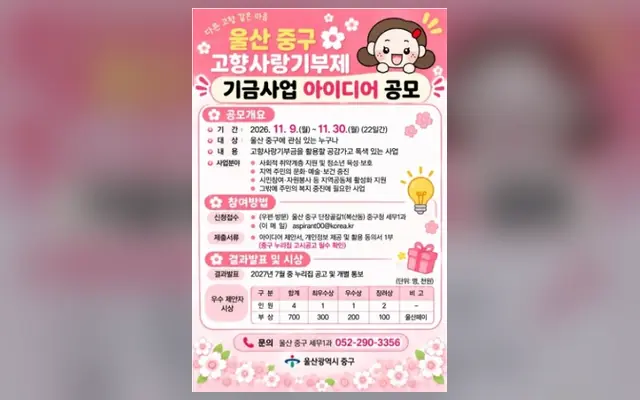 다른 고향 같은 마음
울산 중구
고향사랑기부제
기금사업 아이디어 공모
공모개요
기 간 : 2026. 11. 9.(월) ~ 11. 30.(월) (22일간)
대 상 : 울산 중구에 관심 있는 누구나
내 용 : 고향사랑기부금을 활용할 공감가고 특색 있는 사업
사업분야 사회적 취약계층 지원 및 청소년 육성·보호
지역 주민의 문화·예술·보건 증진
시민참여·자원봉사 등 지역공동체 활성화 지원
그밖에 주민의 복지 증진에 필요한 사업
참여방법
신청접수 (우편·방문) 울산 중구 단장골길1(복산동) 중구청 세무1과
(이 메 일) aspirant00@korea.kr
제출서류 아이디어 제안서, 개인정보 제공 및 활용 동의서 1부
(중구 누리집 고시공고 필수 확인)
결과발표 및 시상
결과발표 2027년 7월 중 누리집 공고 및 개별 통보
(단위: 명, 천원)
우수 제안자 시상
구 분 합계 최우수상 우수상 장려상 비 고
인 원 4 1 1 2 -
부 상 700 300 200 100 울산페이
문의 울산 중구 세무1과 052-290-3356
울산광역시 중구